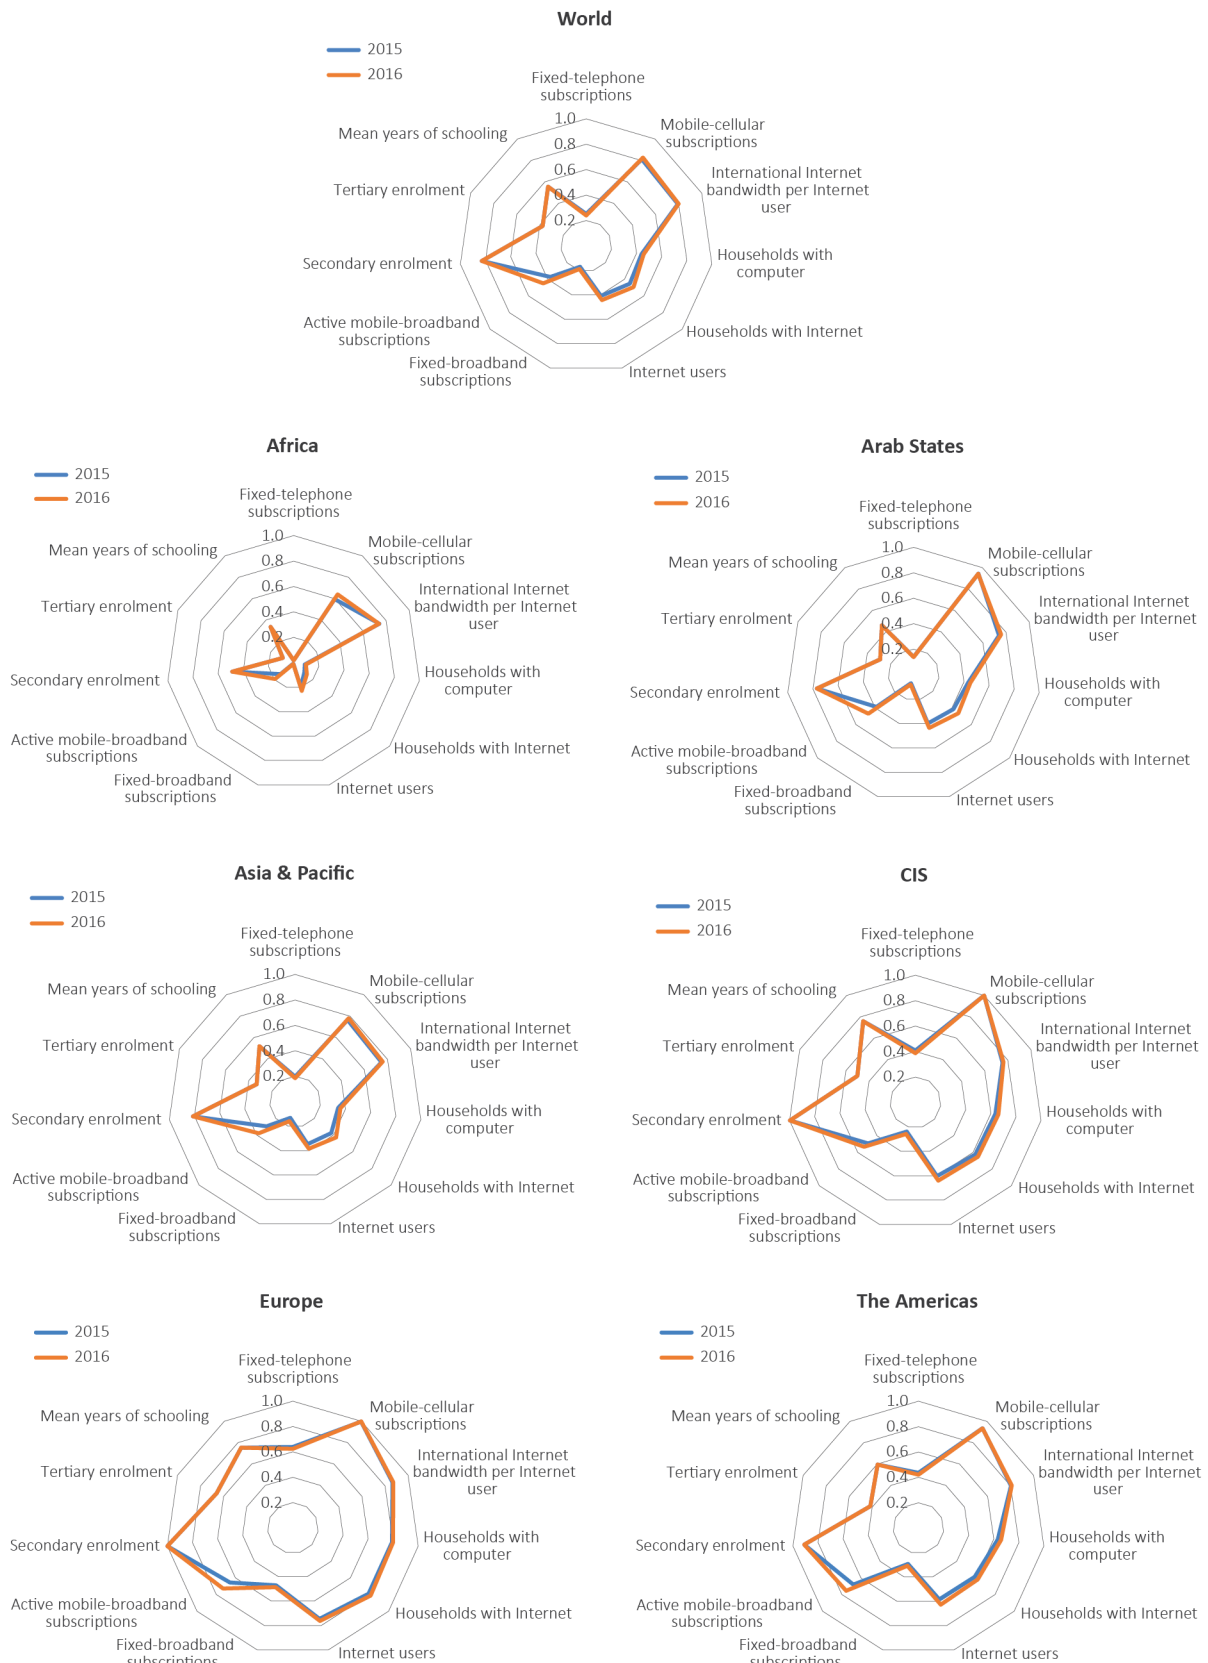 World
2015
2016
Fixed-telephone
subscriptions
Mobile-cellular
subscriptions
International Internet
bandwidth per Internet
user
Households with
computer
Households with Internet
Internet users
Fixed-broadband
subscriptions
Active mobile-broadband
subscriptions
Secondary enrolment
Tertiary enrolment
Mean years of schooling
1.0
0.8
0.6
0.4
0.2
Africa
2015
2016
Fixed-telephone
subscriptions
Mobile-cellular
subscriptions
International Internet
bandwidth per Internet
user
Households with
computer
Households with Internet
Internet users
Fixed-broadband
subscriptions
Active mobile-broadband
subscriptions
Secondary enrolment
Tertiary enrolment
Mean years of schooling
1.0
0.8
0.6
0.4
0.2
Arab States
2015
2016
Fixed-telephone
subscriptions
Mobile-cellular
subscriptions
International Internet
bandwidth per Internet
user
Households with
computer
Households with Internet
Internet users
Fixed-broadband
subscriptions
Active mobile-broadband
subscriptions
Secondary enrolment
Tertiary enrolment
Mean years of schooling
1.0
0.8
0.6
0.4
0.2
Asia & Pacific
2015
2016
Fixed-telephone
subscriptions
Mobile-cellular
subscriptions
International Internet
bandwidth per Internet
user
Households with
computer
Households with Internet
Internet users
Fixed-broadband
subscriptions
Active mobile-broadband
subscriptions
Secondary enrolment
Tertiary enrolment
Mean years of schooling
1.0
0.8
0.6
0.4
0.2
CIS
2015
2016
Fixed-telephone
subscriptions
Mobile-cellular
subscriptions
International Internet
bandwidth per Internet
user
Households with
computer
Households with Internet
Internet users
Fixed-broadband
subscriptions
Active mobile-broadband
subscriptions
Secondary enrolment
Tertiary enrolment
Mean years of schooling
1.0
0.8
0.6
0.4
0.2
Europe
2015
2016
Fixed-telephone
subscriptions
Mobile-cellular
subscriptions
International Internet
bandwidth per Internet
user
Households with
computer
Households with Internet
Internet users
Fixed-broadband
subscriptions
Active mobile-broadband
subscriptions
Secondary enrolment
Tertiary enrolment
Mean years of schooling
1.0
0.8
0.6
0.4
0.2
The Americas
2015
2016
Fixed-telephone
subscriptions
Mobile-cellular
subscriptions
International Internet
bandwidth per Internet
user
Households with
computer
Households with Internet
Internet users
Fixed-broadband
subscriptions
Active mobile-broadband
subscriptions
Secondary enrolment
Tertiary enrolment
Mean years of schooling
1.0
0.8
0.6
0.4
0.2